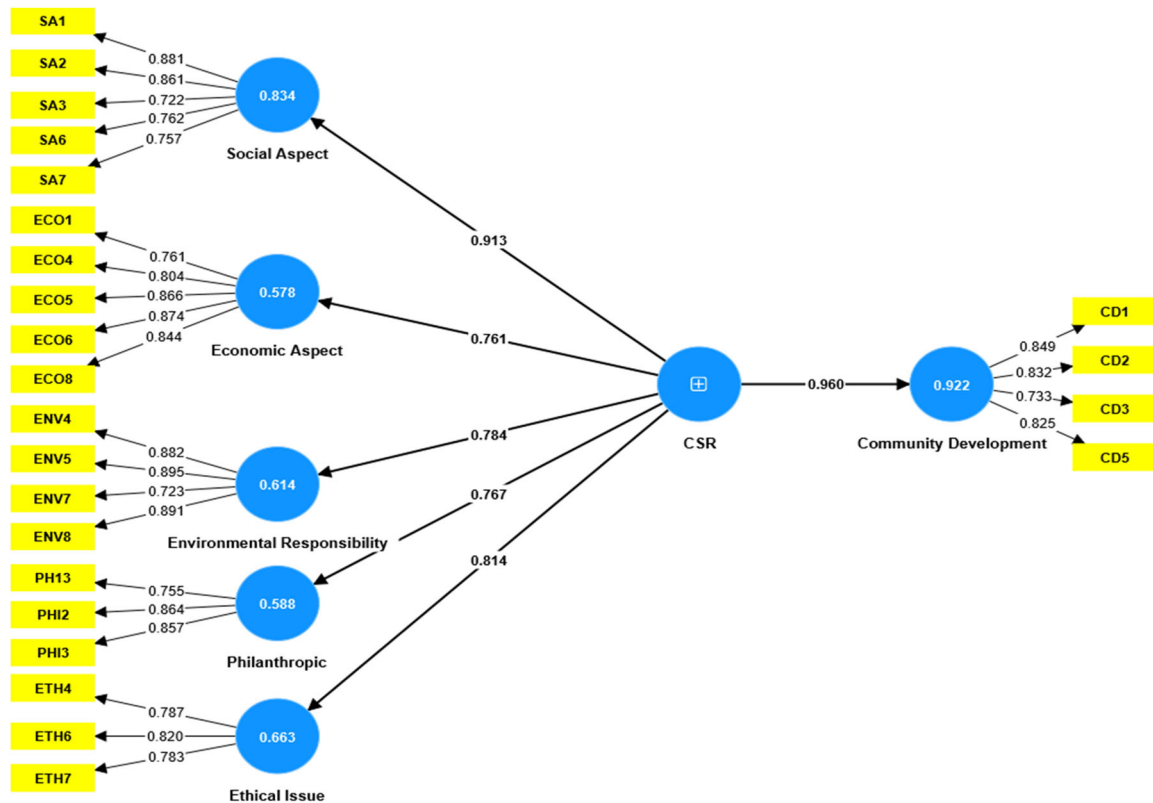 SA1
SA2
SA3
SA6
SA7
0.881
0.861
0.722
0.762
0.757
0.834
Social Aspect
ECO1
ECO4
ECO5
ECO6
ECO8
0.761
0.804
0.866
0.874
0.844
0.578
Economic Aspect
ENV4
ENV5
ENV7
ENV8
0.882
0.895
0.723
0.891
0.614
Environmental Responsibility
PH13
PHI2
PHI3
0.755
0.864
0.857
0.588
Philanthropic
ETH4
ETH6
ETH7
0.787
0.820
0.783
0.663
Ethical Issue
0.913
0.761
0.784
0.767
0.814
CSR
0.960
0.922
Community Development
0.849
0.832
0.733
0.825
CD1
CD2
CD3
CD5